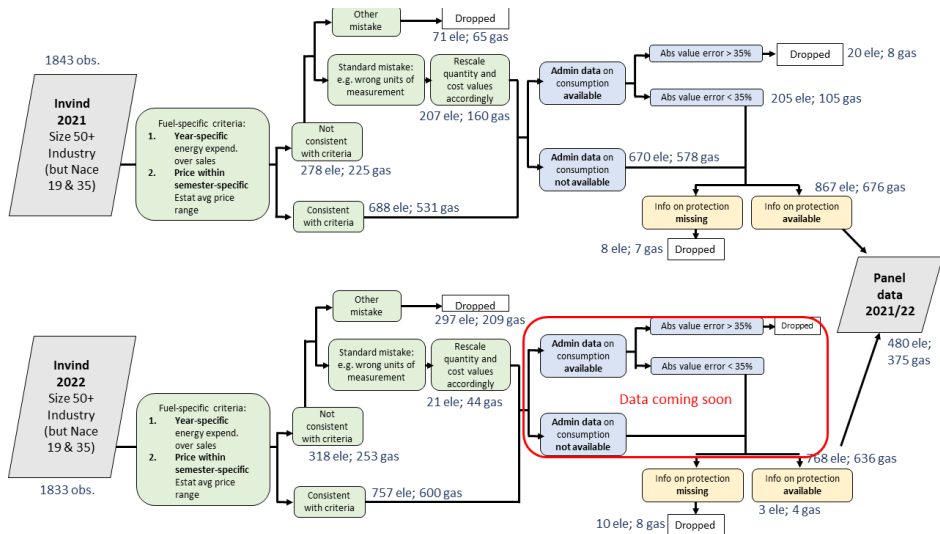 1843 obs.
Invind
2021
Size 50+
Industry
(but Nace
19 & 35)
Fuel-specific criteria:
1. Year-specific
energy expend.
over sales
2. Price within
semester-specific
Estat avg price
range
Other
mistake
Dropped
71 ele; 65 gas
Standard mistake:
e.g. wrong units of
measurement
Rescale
quantity and
cost values
accordingly
207 ele; 160 gas
Not
consistent
with criteria
278 ele; 225 gas
Consistent
with criteria
688 ele; 531 gas
Admin data on
consumption
available
Abs value error > 35%
Dropped
20 ele; 8 gas
Abs value error < 35%
205 ele; 105 gas
Admin data on
consumption
not available
670 ele; 578 gas
Info on protection
missing
8 ele; 7 gas
Dropped
Info on protection
available
867 ele; 676 gas
Panel
data
2021/22
480 ele;
375 gas
Invind
2022
Size 50+
Industry
(but Nace
19 & 35)
1833 obs.
Fuel-specific criteria:
1. Year-specific
energy expend.
over sales
2. Price within
semester-specific
Estat avg price
range
Other
mistake
Dropped
297 ele; 209 gas
Standard mistake:
e.g. wrong units of
measurement
Rescale
quantity and
cost values
accordingly
21 ele; 44 gas
Not
consistent
with criteria
318 ele; 253 gas
Consistent
with criteria
757 ele; 600 gas
Admin data on
consumption
available
Abs value error > 35%
Dropped
Abs value error < 35%
Data coming soon
Admin data on
consumption
not available
768 ele; 636 gas
Info on protection
missing
10 ele; 8 gas
Dropped
Info on protection
available
3 ele; 4 gas